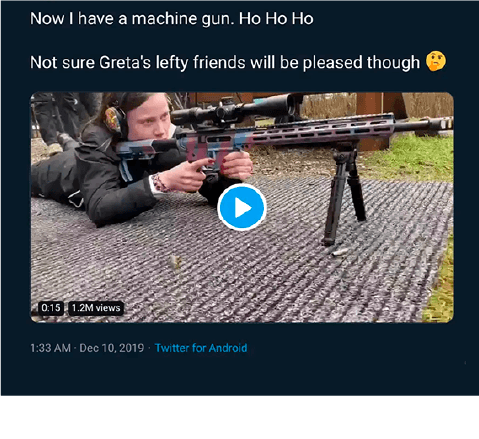 Now I have a machine gun. Ho Ho Ho
Not sure Greta's lefty friends will be pleased though 🤔
0:15 1.2M views
1:33 AM · Dec 10, 2019 · Twitter for Android